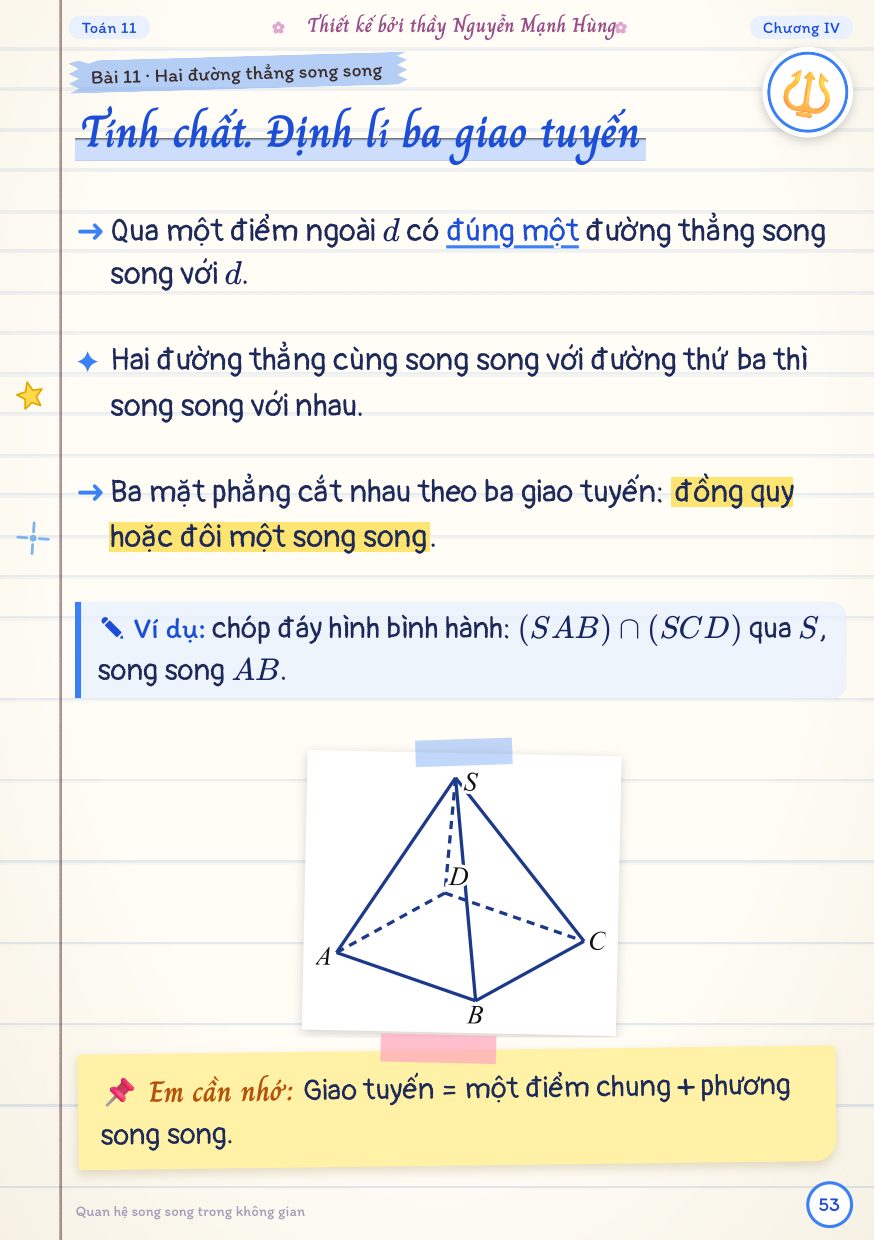 Toán 11
Thiết kế bởi thầy Nguyễn Mạnh Hùng
Chương IV
Bài 11 · Hai đường thẳng song song
Tính chất. Định lí ba giao tuyến
→ Qua một điểm ngoài d có đúng một đường thẳng song
song với d.
Hai đường thẳng cùng song song với đường thứ ba thì
song song với nhau.
→ Ba mặt phẳng cắt nhau theo ba giao tuyến: đồng quy
hoặc đôi một song song.
Ví dụ: chóp đáy hình bình hành: (SAB) ∩ (SCD) qua S,
song song AB.
S
D
A
C
B
Em cần nhớ: Giao tuyến = một điểm chung + phương
song song.
Quan hệ song song trong không gian
53